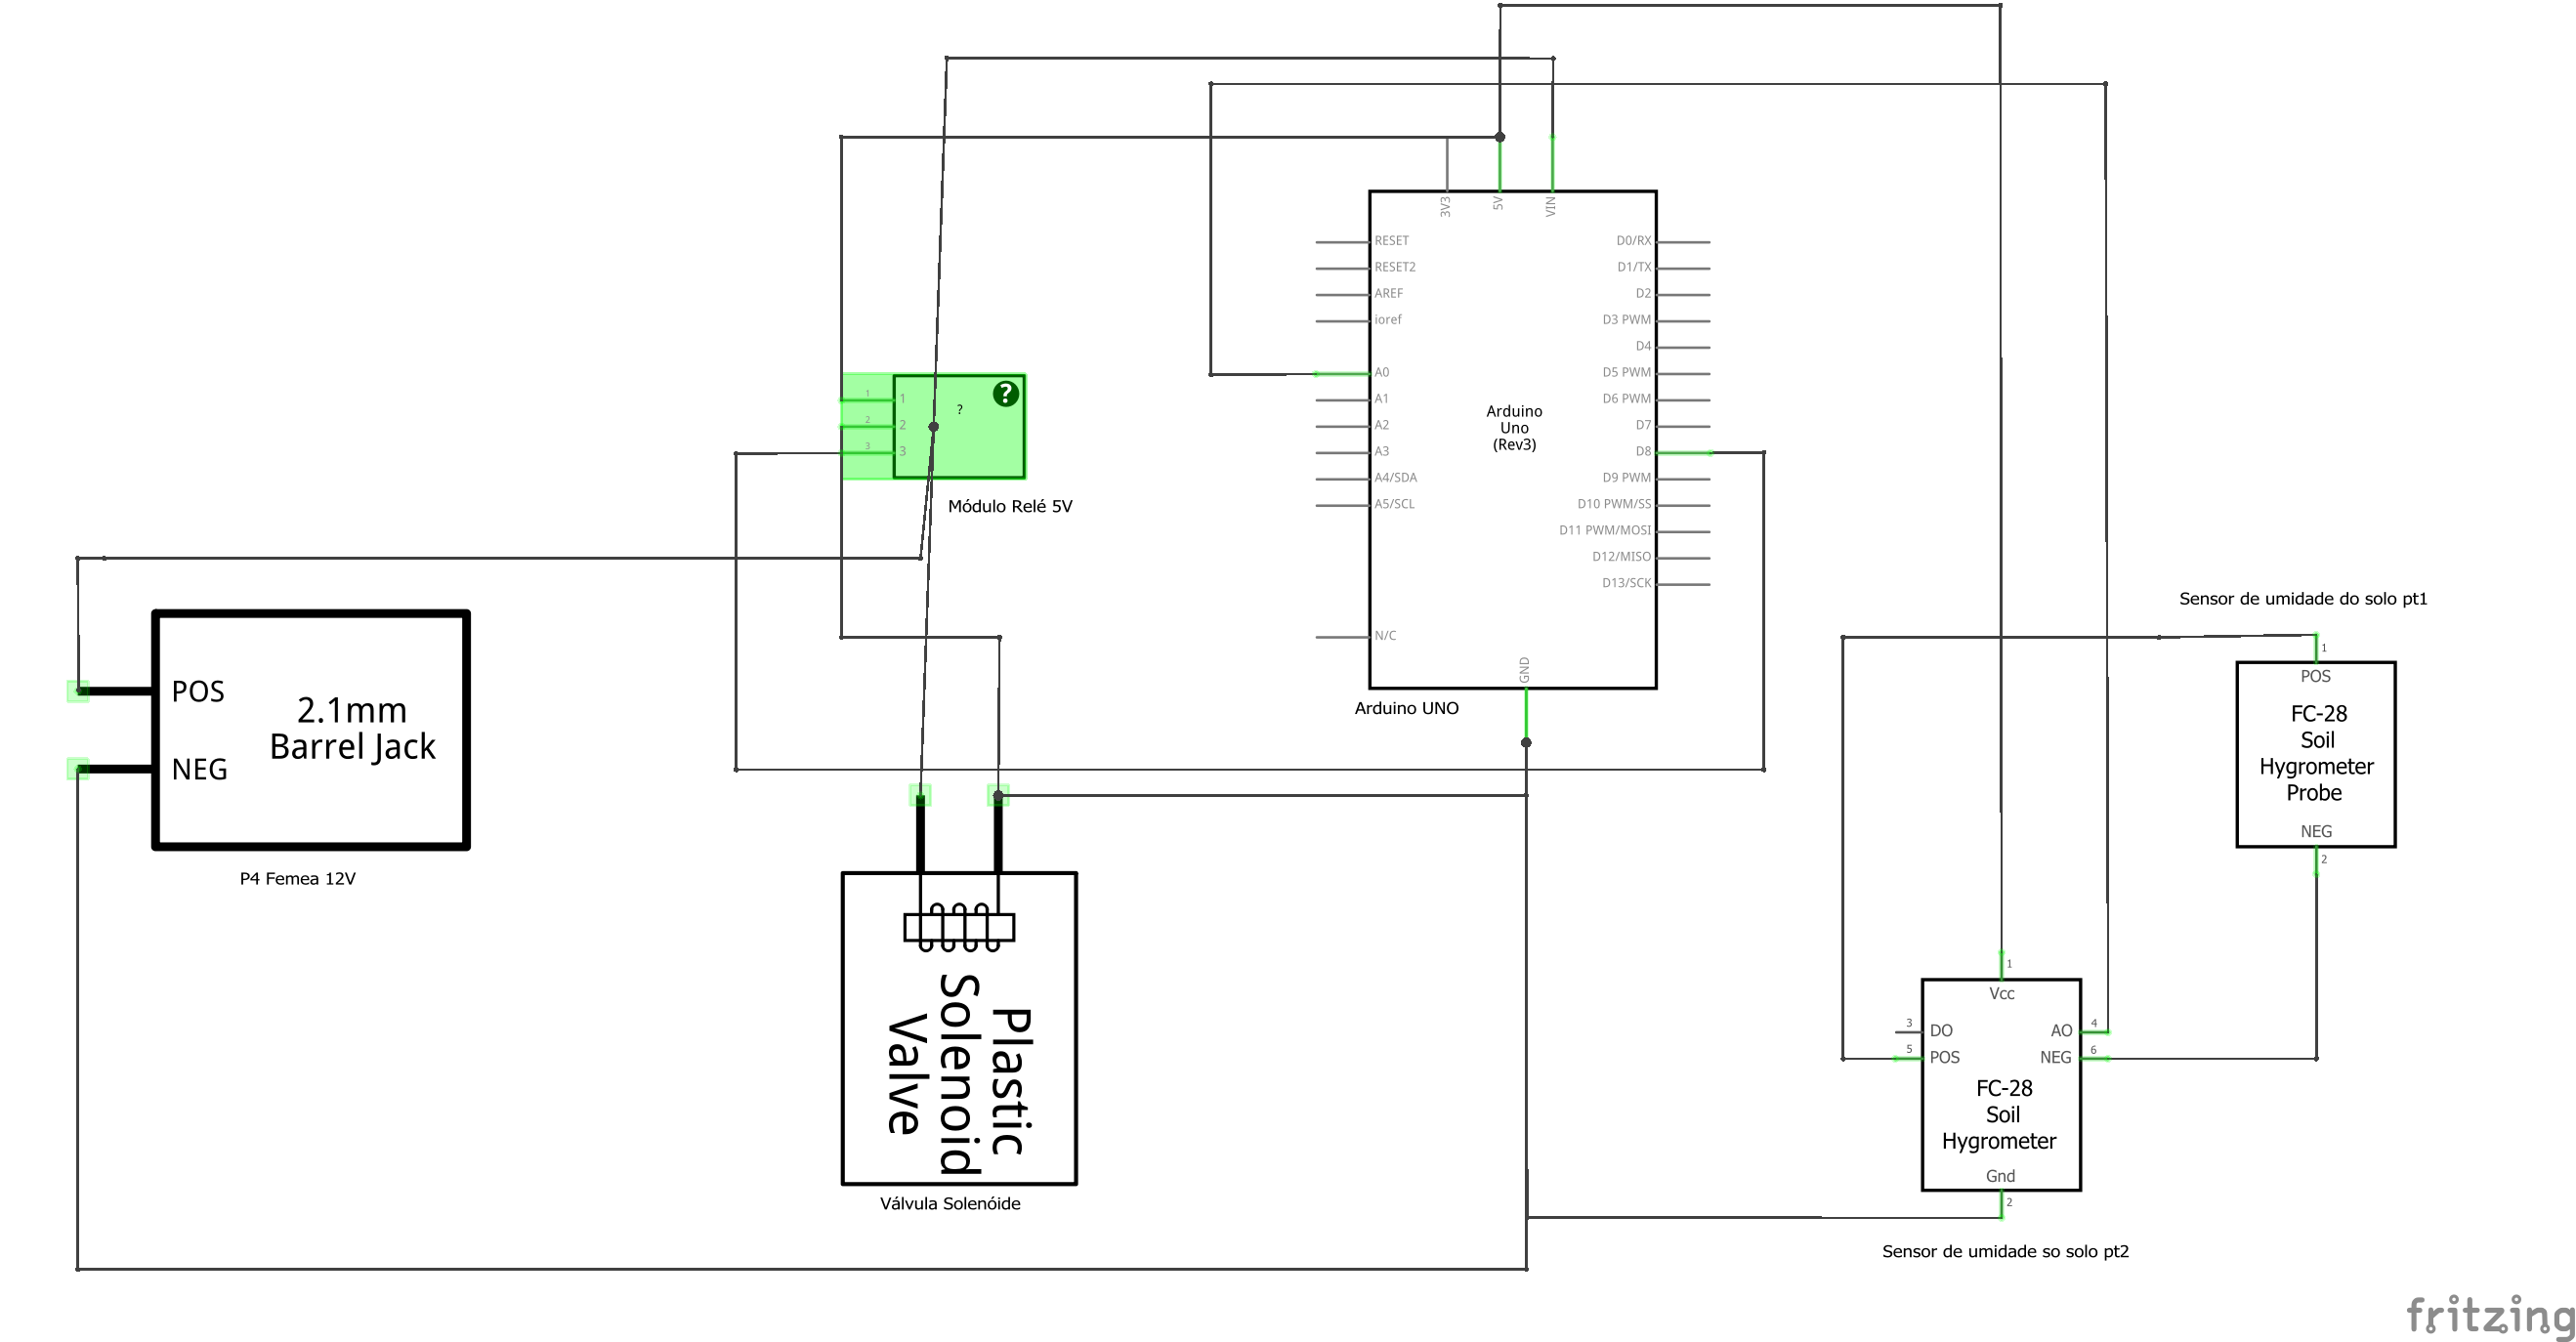 3V3
5V
VIN
RESET
RESET2
AREF
ioref
A0
A1
A2
A3
A4/SDA
A5/SCL
N/C
D0/RX
D1/TX
D2
D3 PWM
D4
D5 PWM
D6 PWM
D7
D8
D9 PWM
D10 PWM/SS
D11 PWM/MOSI
D12/MISO
D13/SCK
GND
Arduino
Uno
(Rev3)
Arduino UNO
1 1
2 2
3 3
?
?
Módulo Relé 5V
POS
NEG
2.1mm
Barrel Jack
P4 Femea 12V
Plastic
Solenoid
Valve
Válvula Solenóide
Sensor de umidade do solo pt1
1
POS
FC-28
Soil
Hygrometer
Probe
NEG
2
1
Vcc
3 DO
AO 4
5 POS
NEG 6
FC-28
Soil
Hygrometer
Gnd
2
Sensor de umidade so solo pt2
fritzing